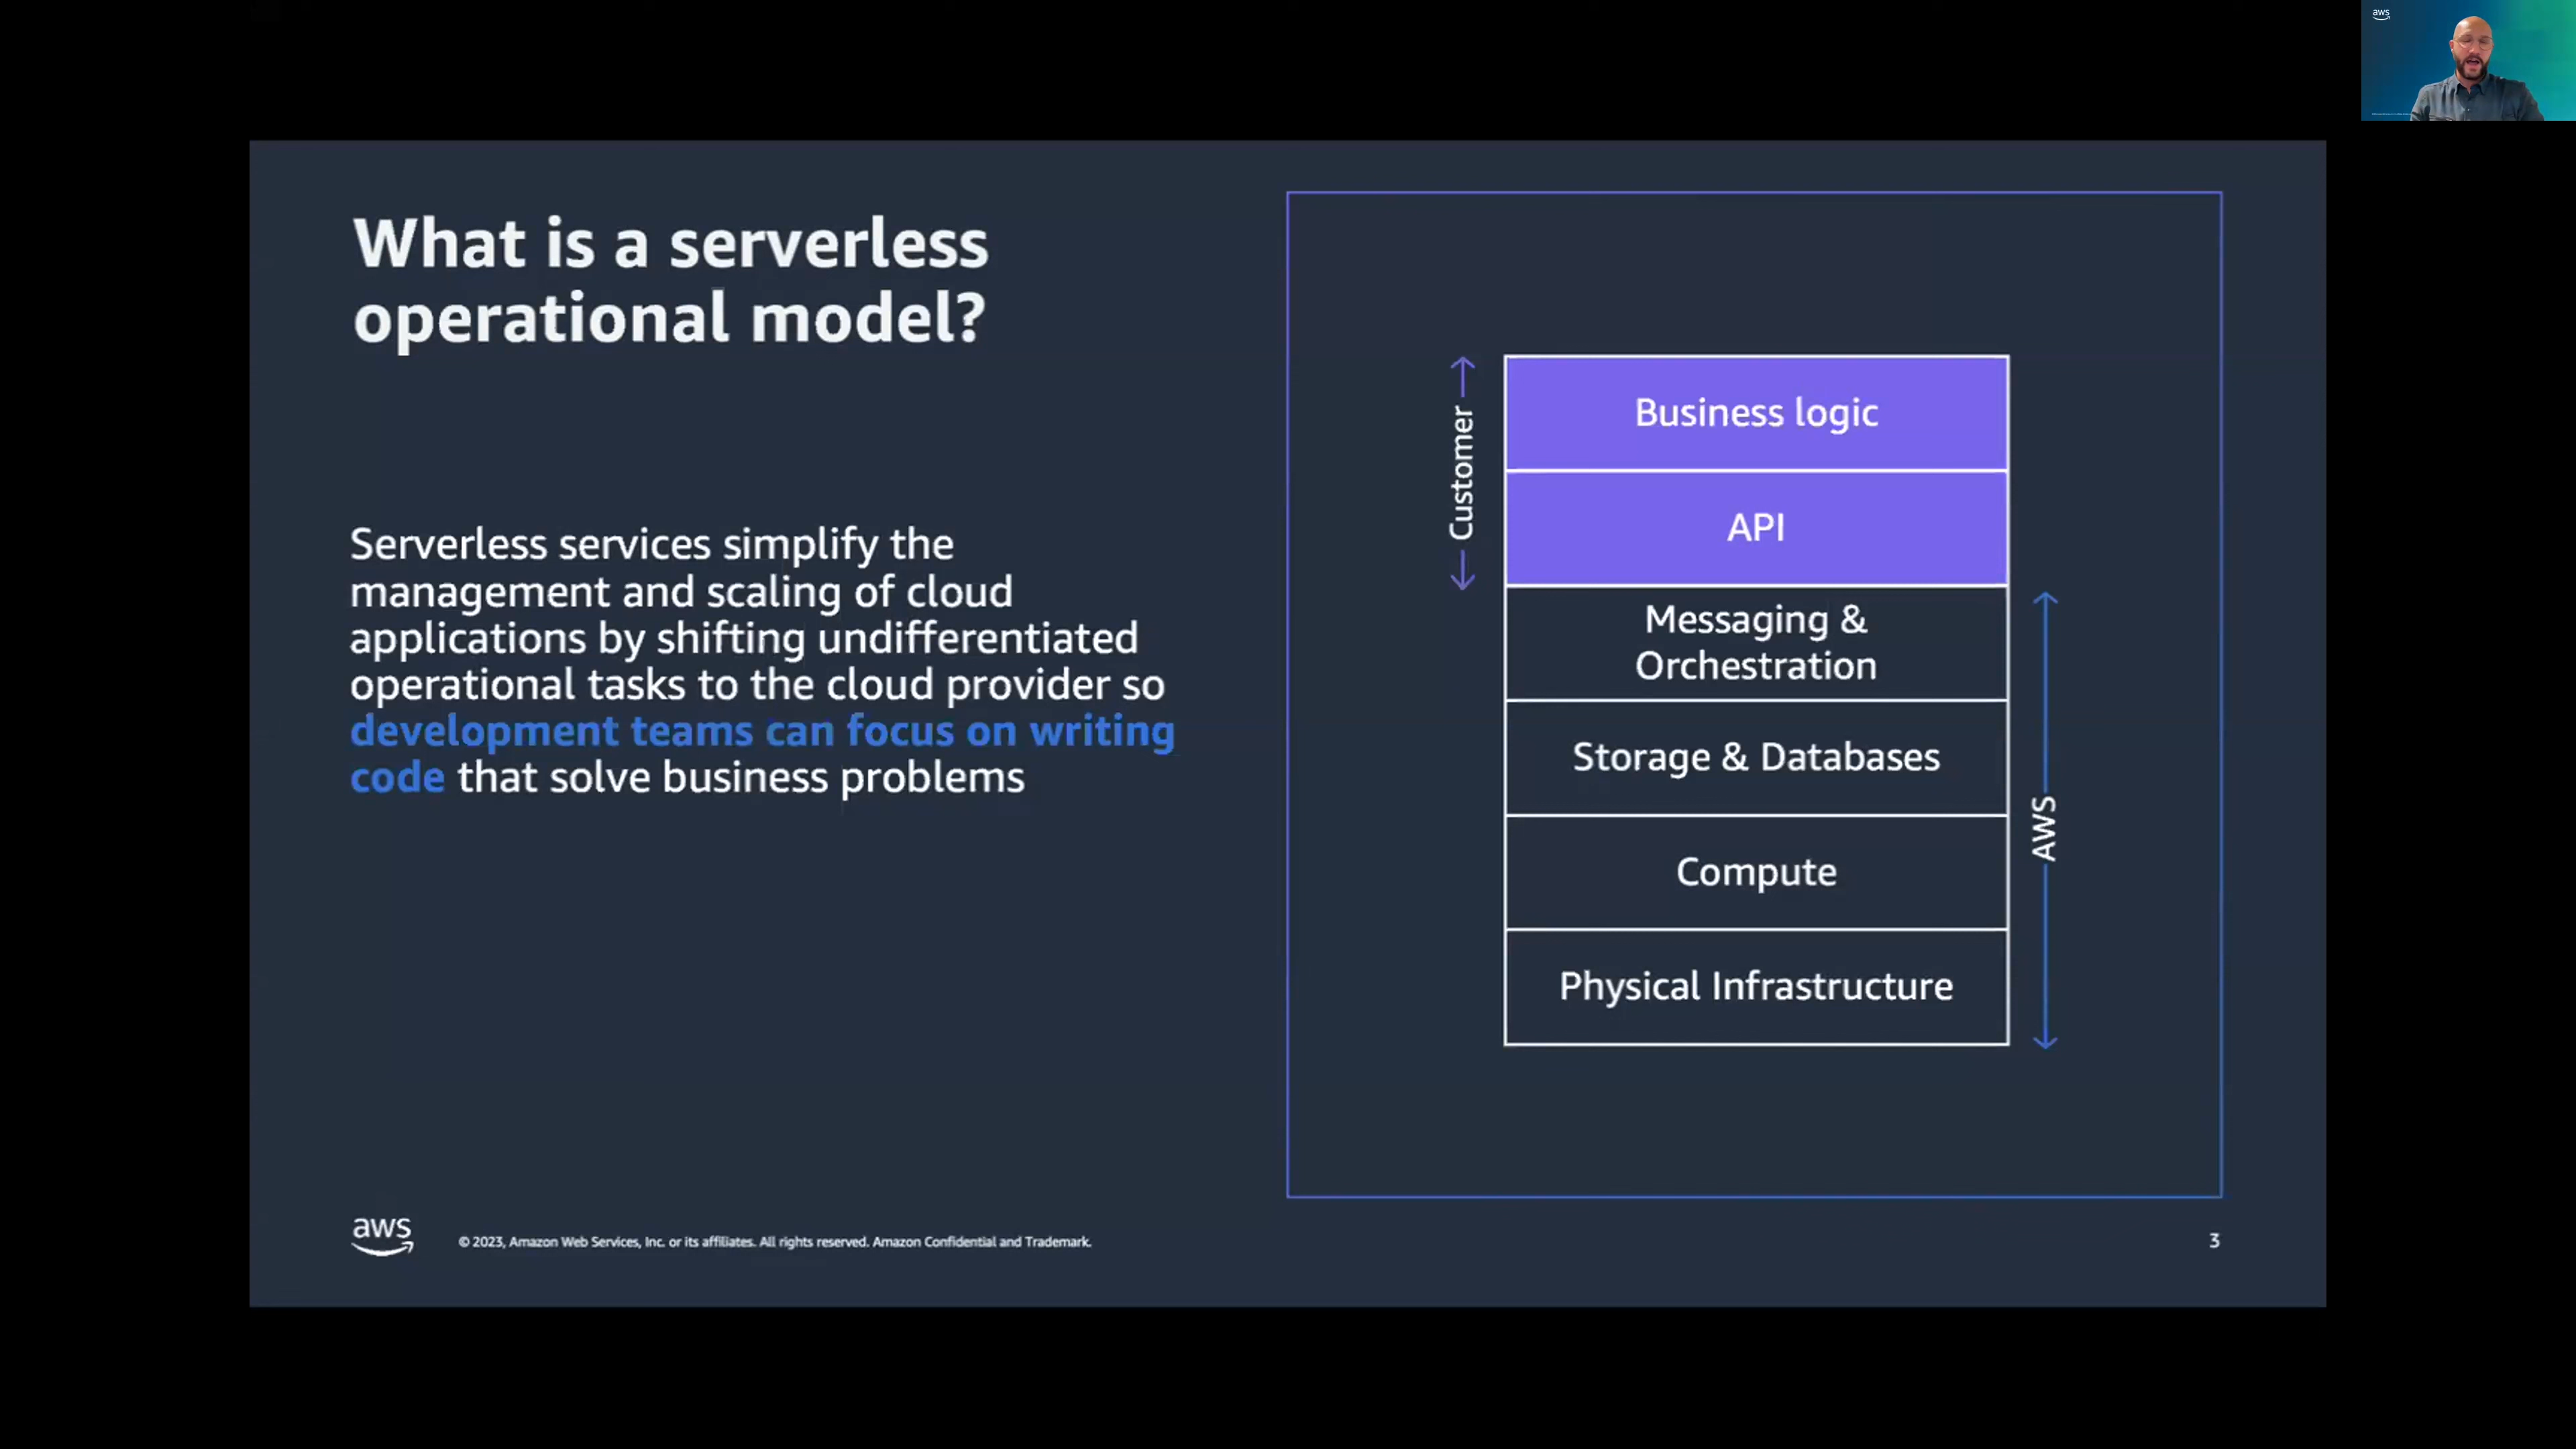 aws
What is a serverless
operational model?
Serverless services simplify the
management and scaling of cloud
applications by shifting undifferentiated
operational tasks to the cloud provider so
development teams can focus on writing
code that solve business problems
Customer
Business logic
API
Messaging &
Orchestration
Storage & Databases
Compute
Physical Infrastructure
AWS
aws
© 2023, Amazon Web Services, Inc. or its affiliates. All rights reserved. Amazon Confidential and Trademark.
3